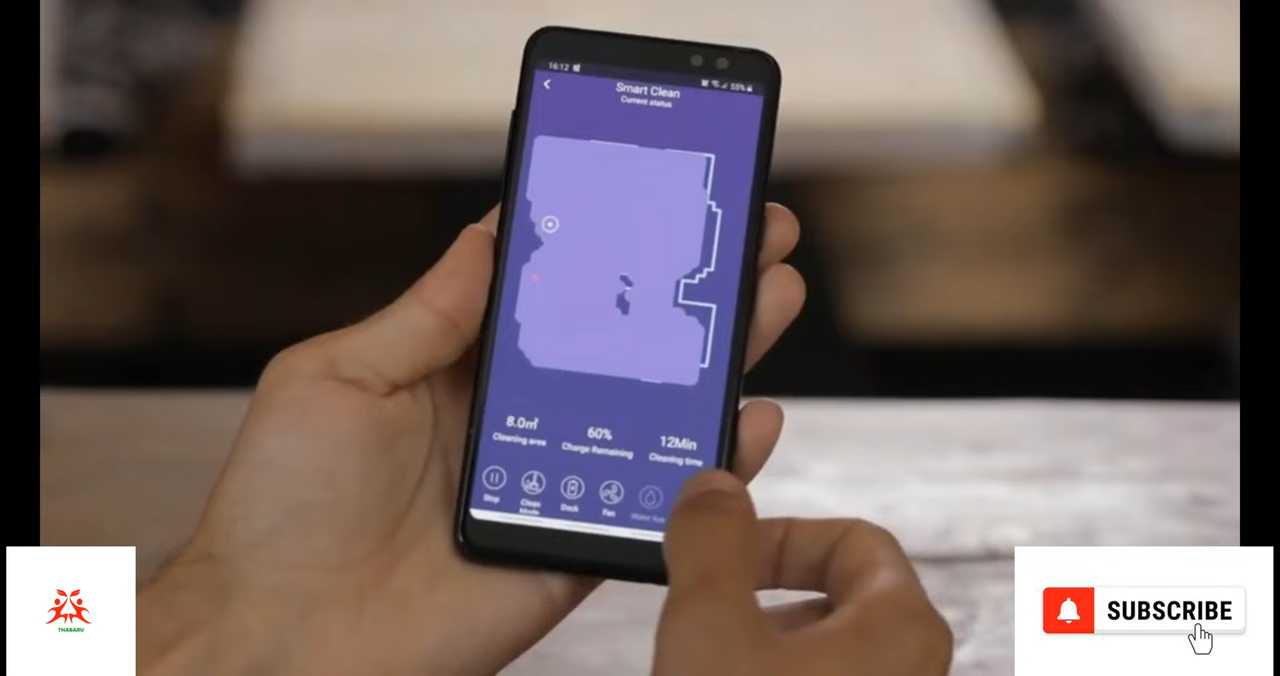 16:12
55%
Smart Clean
Current status
8.0㎡
Cleaning area
60%
Charge Remaining
12Min
Cleaning time
Stop
Clean
Mode
Dock
Fan
THABARU
SUBSCRIBE